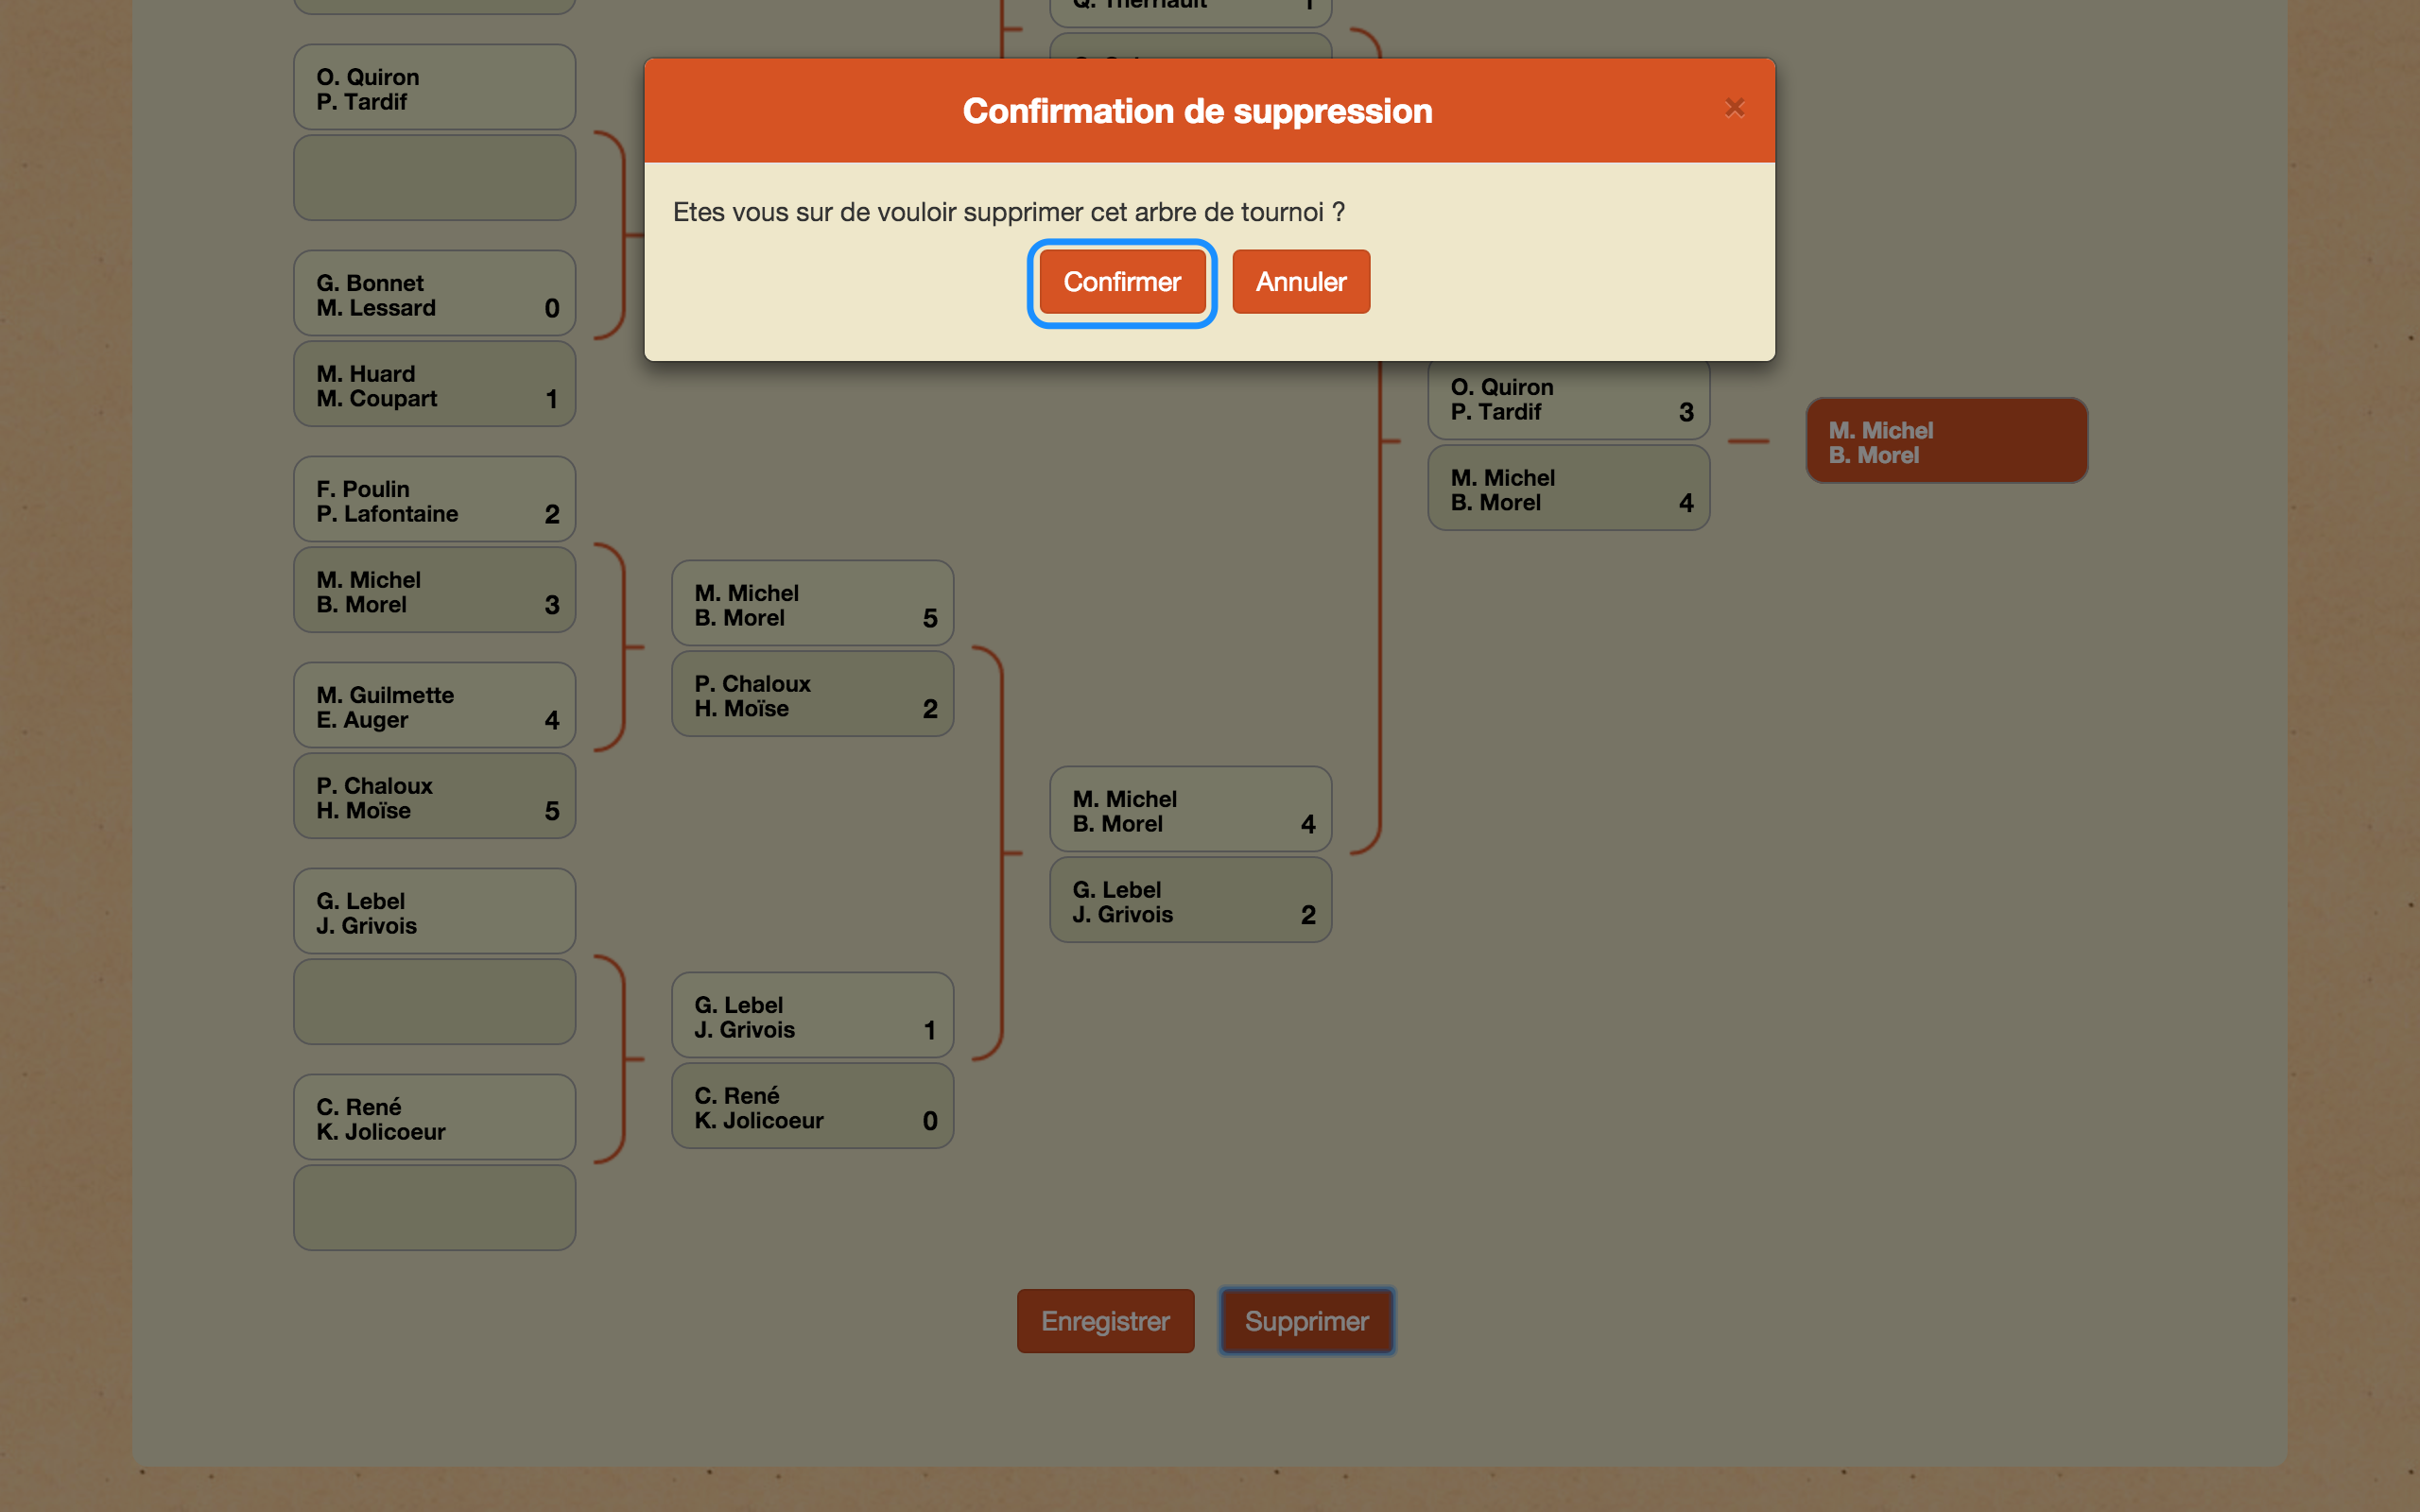 Confirmation de suppression
×
Etes vous sur de vouloir supprimer cet arbre de tournoi ?
Confirmer
Annuler
O. Quiron
P. Tardif
G. Bonnet
M. Lessard 0
M. Huard
M. Coupart 1
F. Poulin
P. Lafontaine 2
M. Michel
B. Morel 3
M. Guilmette
E. Auger 4
P. Chaloux
H. Moïse 5
G. Lebel
J. Grivois
C. René
K. Jolicoeur
M. Michel
B. Morel 5
P. Chaloux
H. Moïse 2
G. Lebel
J. Grivois 1
C. René
K. Jolicoeur 0
M. Michel
B. Morel 4
G. Lebel
J. Grivois 2
O. Quiron
P. Tardif 3
M. Michel
B. Morel 4
M. Michel
B. Morel
Enregistrer
Supprimer